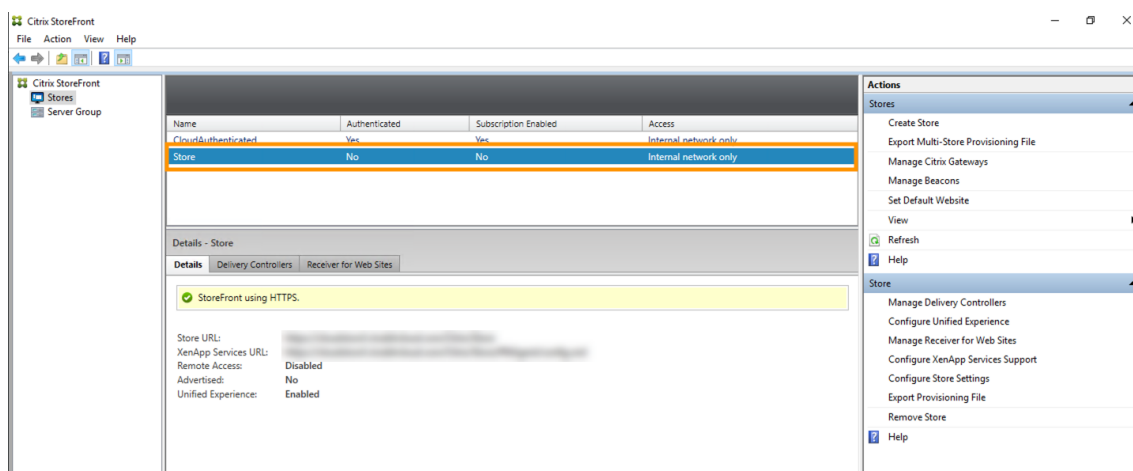 Citrix StoreFront
File Action View Help
Citrix StoreFront
Stores
Server Group
Name Authenticated Subscription Enabled Access
CloudAuthenticated Yes Yes Internal network only
Store No No Internal network only
Details - Store
Details Delivery Controllers Receiver for Web Sites
StoreFront using HTTPS.
Store URL:
XenApp Services URL:
Remote Access: Disabled
Advertised: No
Unified Experience: Enabled
Actions
Stores
Create Store
Export Multi-Store Provisioning File
Manage Citrix Gateways
Manage Beacons
Set Default Website
View
Refresh
Help
Store
Manage Delivery Controllers
Configure Unified Experience
Manage Receiver for Web Sites
Configure XenApp Services Support
Configure Store Settings
Export Provisioning File
Remove Store
Help